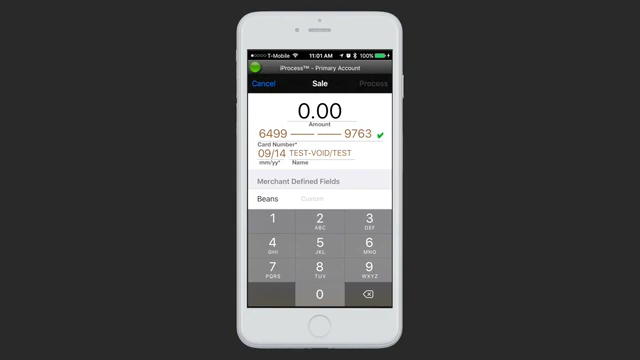 T-Mobile 11:01 AM 100%
iProcess™ - Primary Account
Cancel Sale Process
0.00
Amount
6499 —— —— 9763
Card Number*
09/14 TEST-VOID/TEST
mm/yy* Name
Merchant Defined Fields
Beans Custom
1 2 3
ABC DEF
4 5 6
GHI JKL MNO
7 8 9
PQRS TUV WXYZ
0